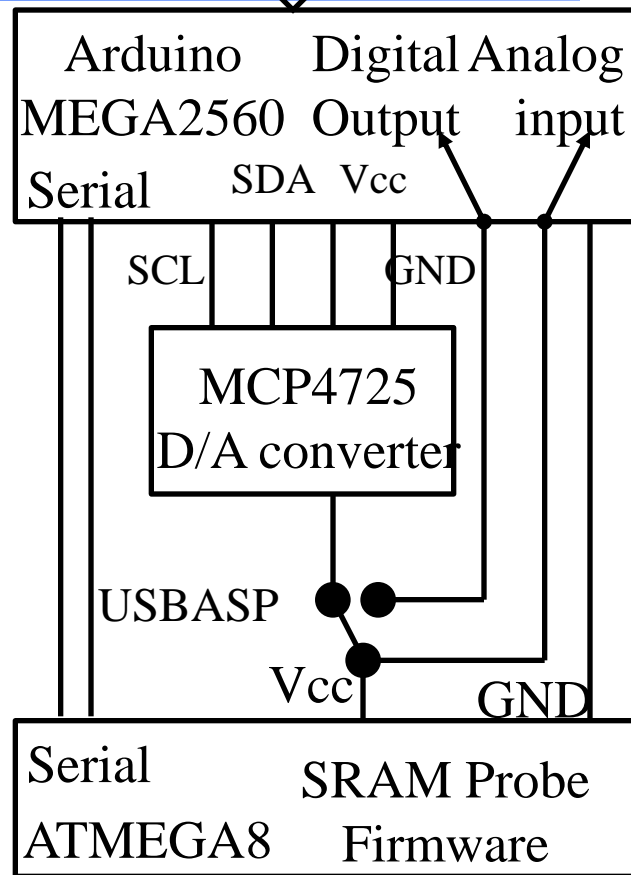 Arduino
MEGA2560
Digital
Output
Analog
input
Serial
SDA
Vcc
SCL
GND
MCP4725
D/A converter
USBASP
Vcc
GND
Serial
ATMEGA8
SRAM Probe
Firmware